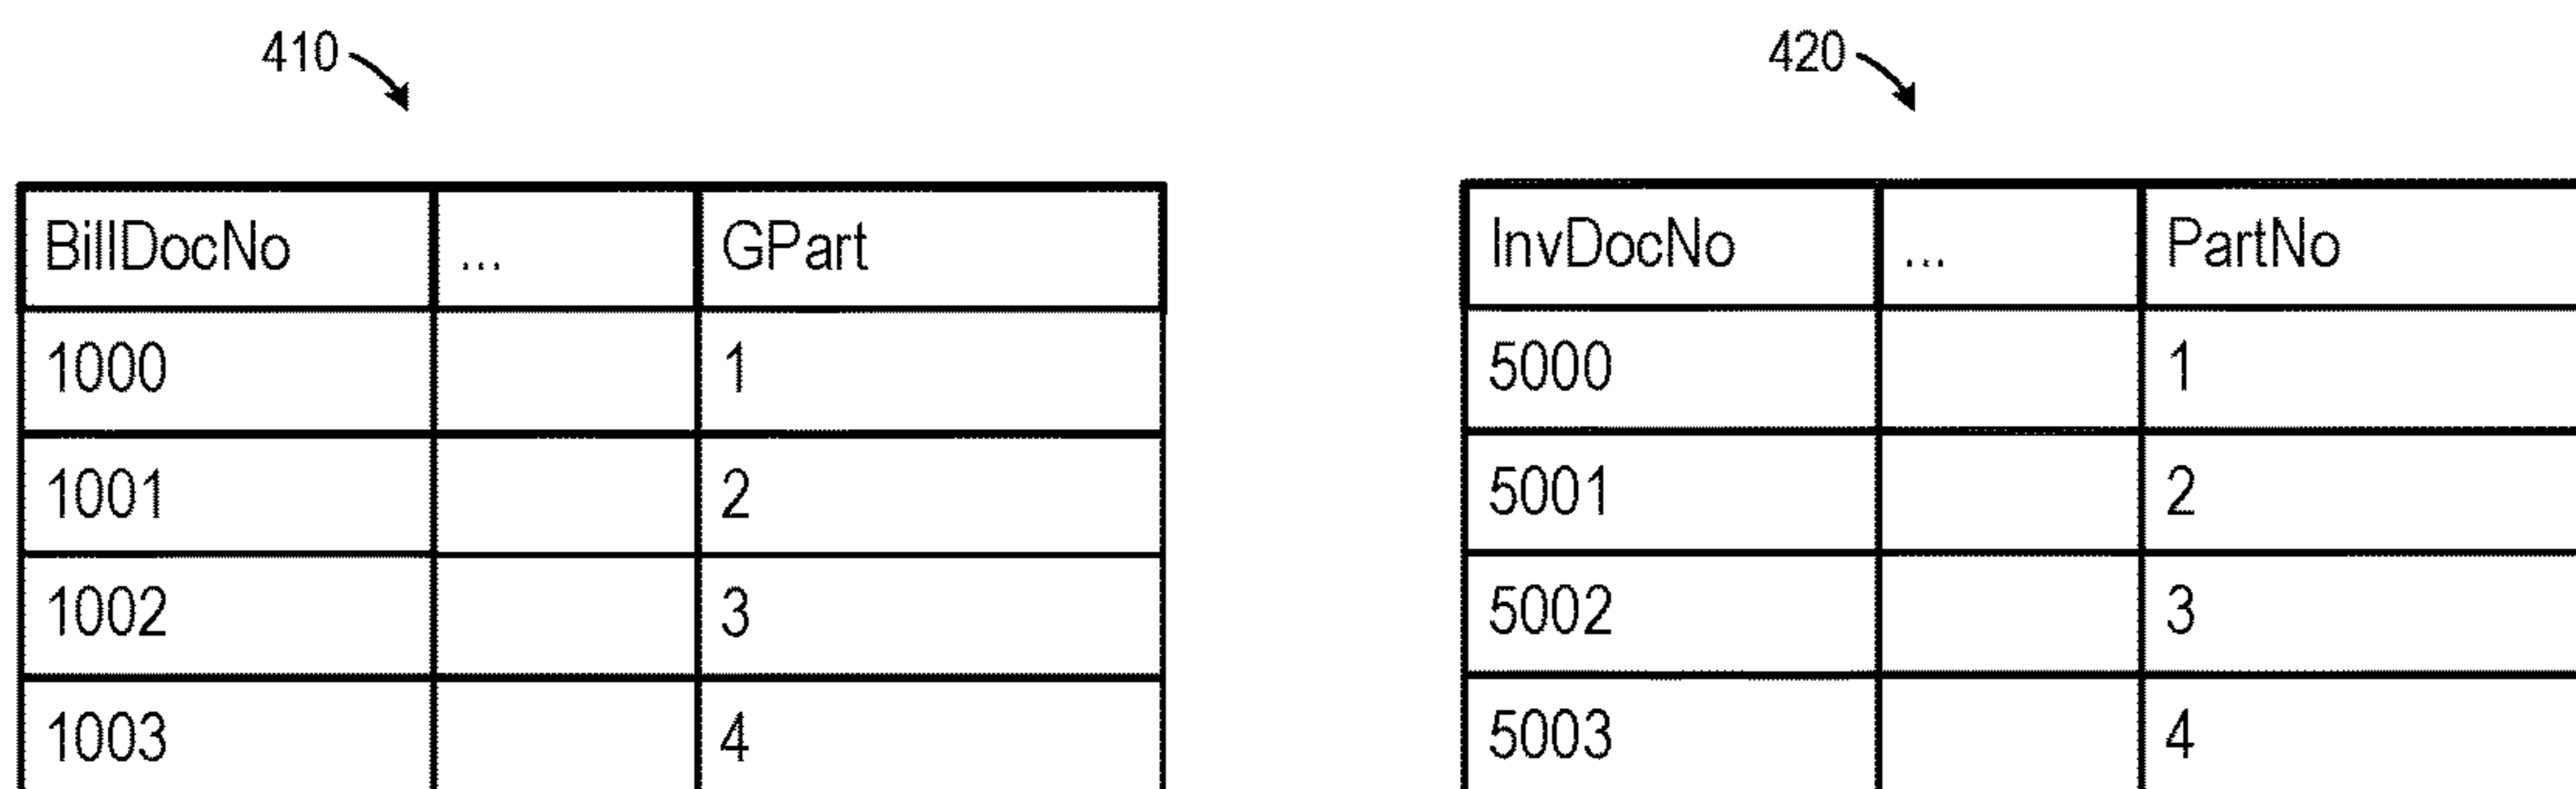 410 420
BillDocNo ... GPart InvDocNo ... PartNo
1000 1 5000 1
1001 2 5001 2
1002 3 5002 3
1003 4 5003 4